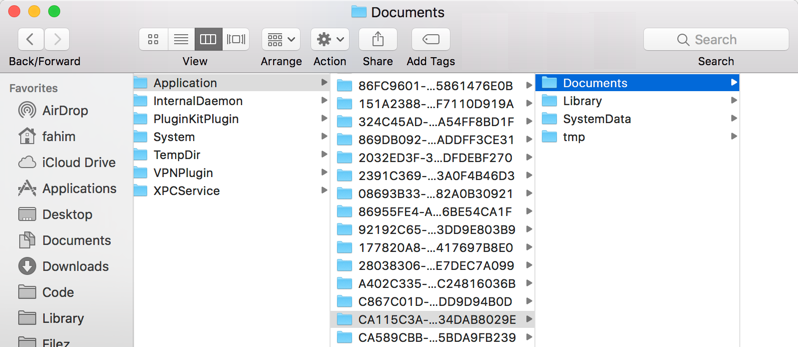 Documents
Search
Back/Forward
View
Arrange
Action
Share
Add Tags
Search
Favorites
AirDrop
fahim
iCloud Drive
Applications
Desktop
Documents
Downloads
Code
Library
Filez
Application
InternalDaemon
PluginKitPlugin
System
TempDir
VPNPlugin
XPCService
86FC9601-...5861476E0B
151A2388-...F7110D919A
324C45AD-...A54FF8BD1F
869DB092-...ADDFF3CE31
2032ED3F-3...DFDEBF270
2391C369-...3A0F4B46D3
08693B33-...82A0B30921
86955FE4-A...6BE54CA1F
92192C65-...3DD9E803B9
177820A8-...417697B8E0
28038306-...E7DEC7A099
A402C335-...C24816036B
C867C01D-...DD9D94B0D
CA115C3A-...34DAB8029E
CA589CBB-...5BDA9FB239
Documents
Library
SystemData
tmp